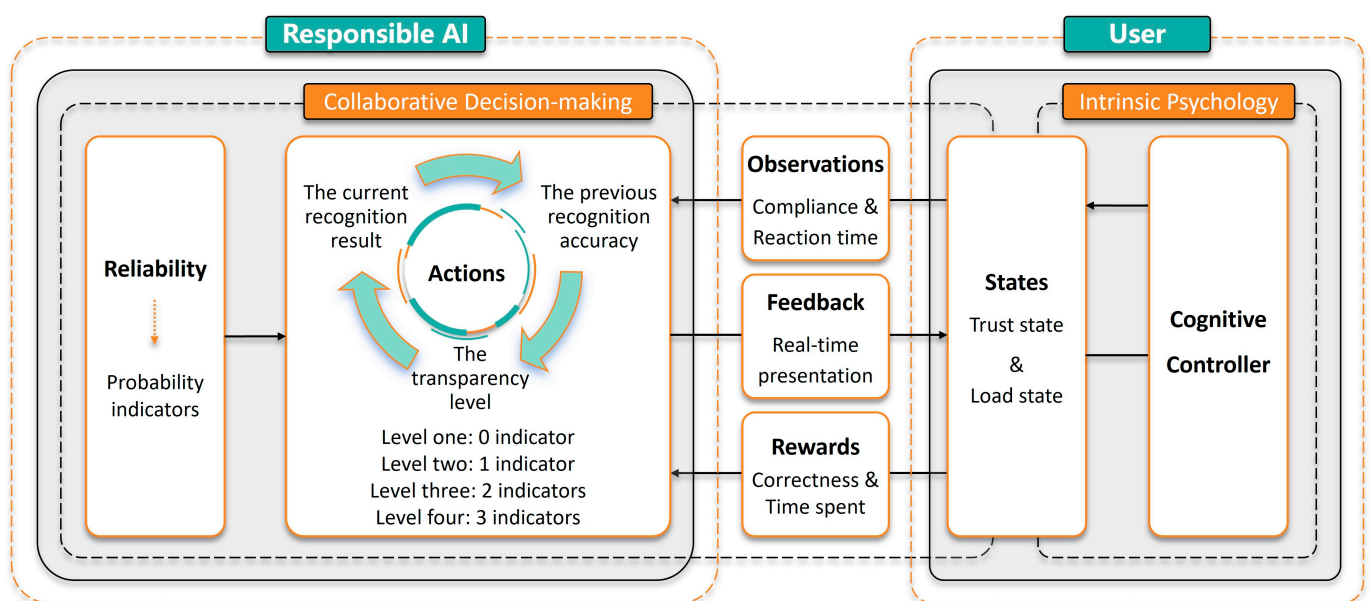 Responsible AI
User
Collaborative Decision-making
Intrinsic Psychology
Reliability
Probability
indicators
The current
recognition
result
The previous
recognition
accuracy
Actions
The
transparency
level
Level one: 0 indicator
Level two: 1 indicator
Level three: 2 indicators
Level four: 3 indicators
Observations
Compliance &
Reaction time
Feedback
Real-time
presentation
Rewards
Correctness &
Time spent
States
Trust state
&
Load state
Cognitive
Controller